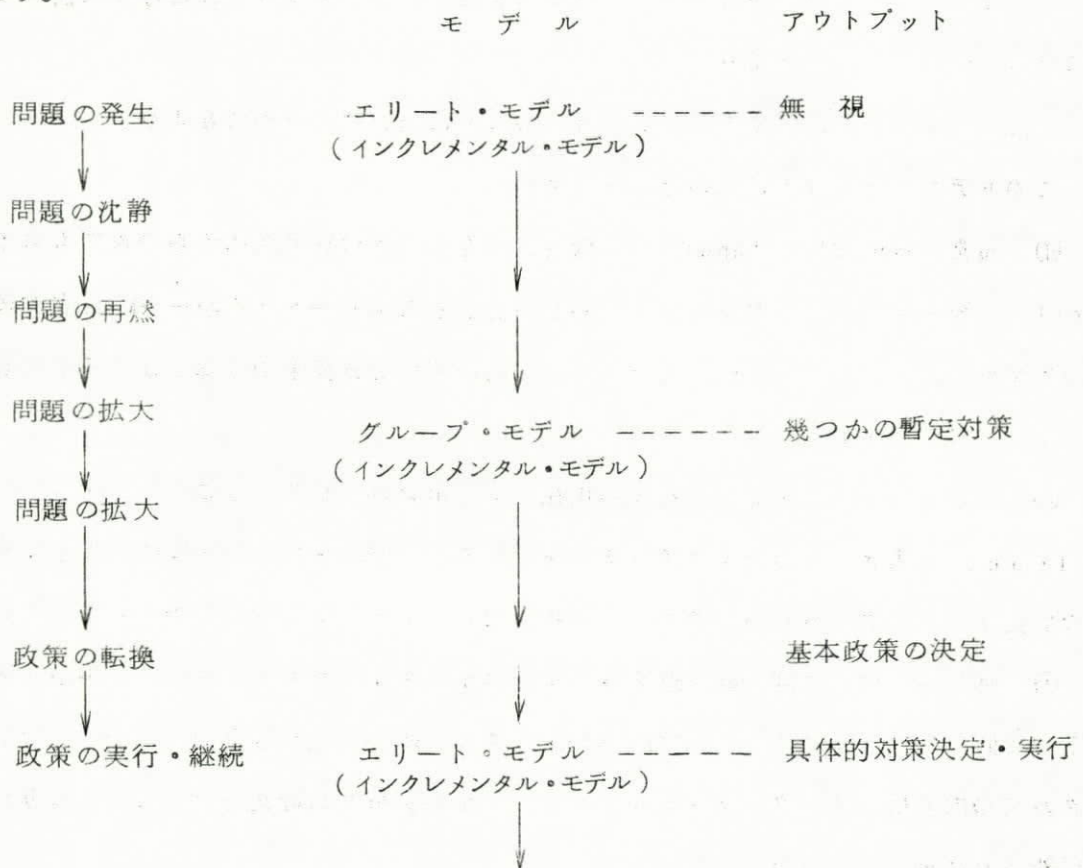 モデル アウトプット
問題の発生 エリート・モデル ------ 無視
(インクレメンタル・モデル)
問題の沈静
問題の再燃
問題の拡大
グループ・モデル ------ 幾つかの暫定対策
(インクレメンタル・モデル)
問題の拡大
政策の転換 基本政策の決定
政策の実行・継続 エリート・モデル ----- 具体的対策決定・実行
(インクレメンタル・モデル)